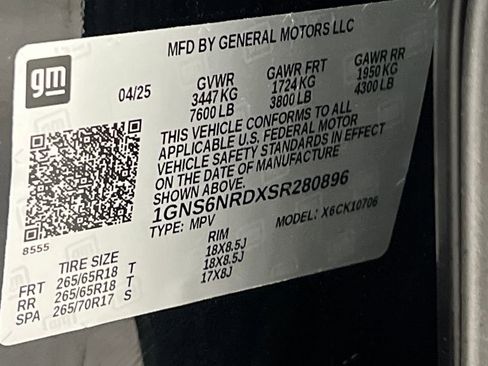 MFD BY GENERAL MOTORS LLC
gm
04/25
GVWR GAWR FRT GAWR RR
3447 KG 1724 KG 1950 KG
7600 LB 3800 LB 4300 LB
THIS VEHICLE CONFORMS TO ALL
APPLICABLE U.S. FEDERAL MOTOR
VEHICLE SAFETY STANDARDS IN EFFECT
ON THE DATE OF MANUFACTURE
SHOWN ABOVE.
1GNS6NRDXSR280896
TYPE: MPV MODEL: X6CK10706
8555
TIRE SIZE RIM
FRT 265/65R18 T 18X8.5J
RR 265/65R18 T 18X8.5J
SPA 265/70R17 S 17X8J